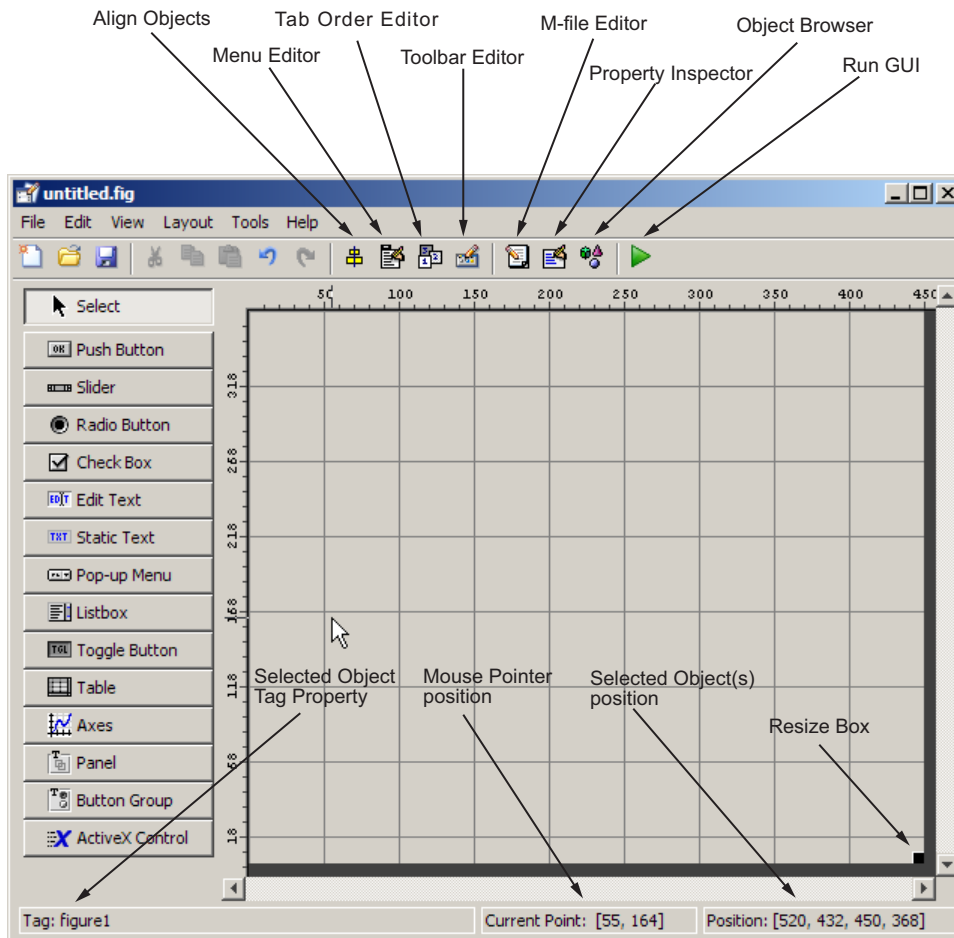 Align Objects
Tab Order Editor
M-file Editor
Object Browser
Menu Editor
Toolbar Editor
Property Inspector
Run GUI
untitled.fig
File Edit View Layout Tools Help
Select
50 100 150 200 250 300 350 400 450
OK Push Button
Slider
318
Radio Button
Check Box
268
EDIT Edit Text
TXT Static Text
218
Pop-up Menu
Listbox
168
TGL Toggle Button
Selected Object
Tag Property
Mouse Pointer
position
Selected Object(s)
position
Table
118
Axes
Resize Box
Panel
68
Button Group
ActiveX Control
18
Tag: figure1
Current Point: [55, 164]
Position: [520, 432, 450, 368]